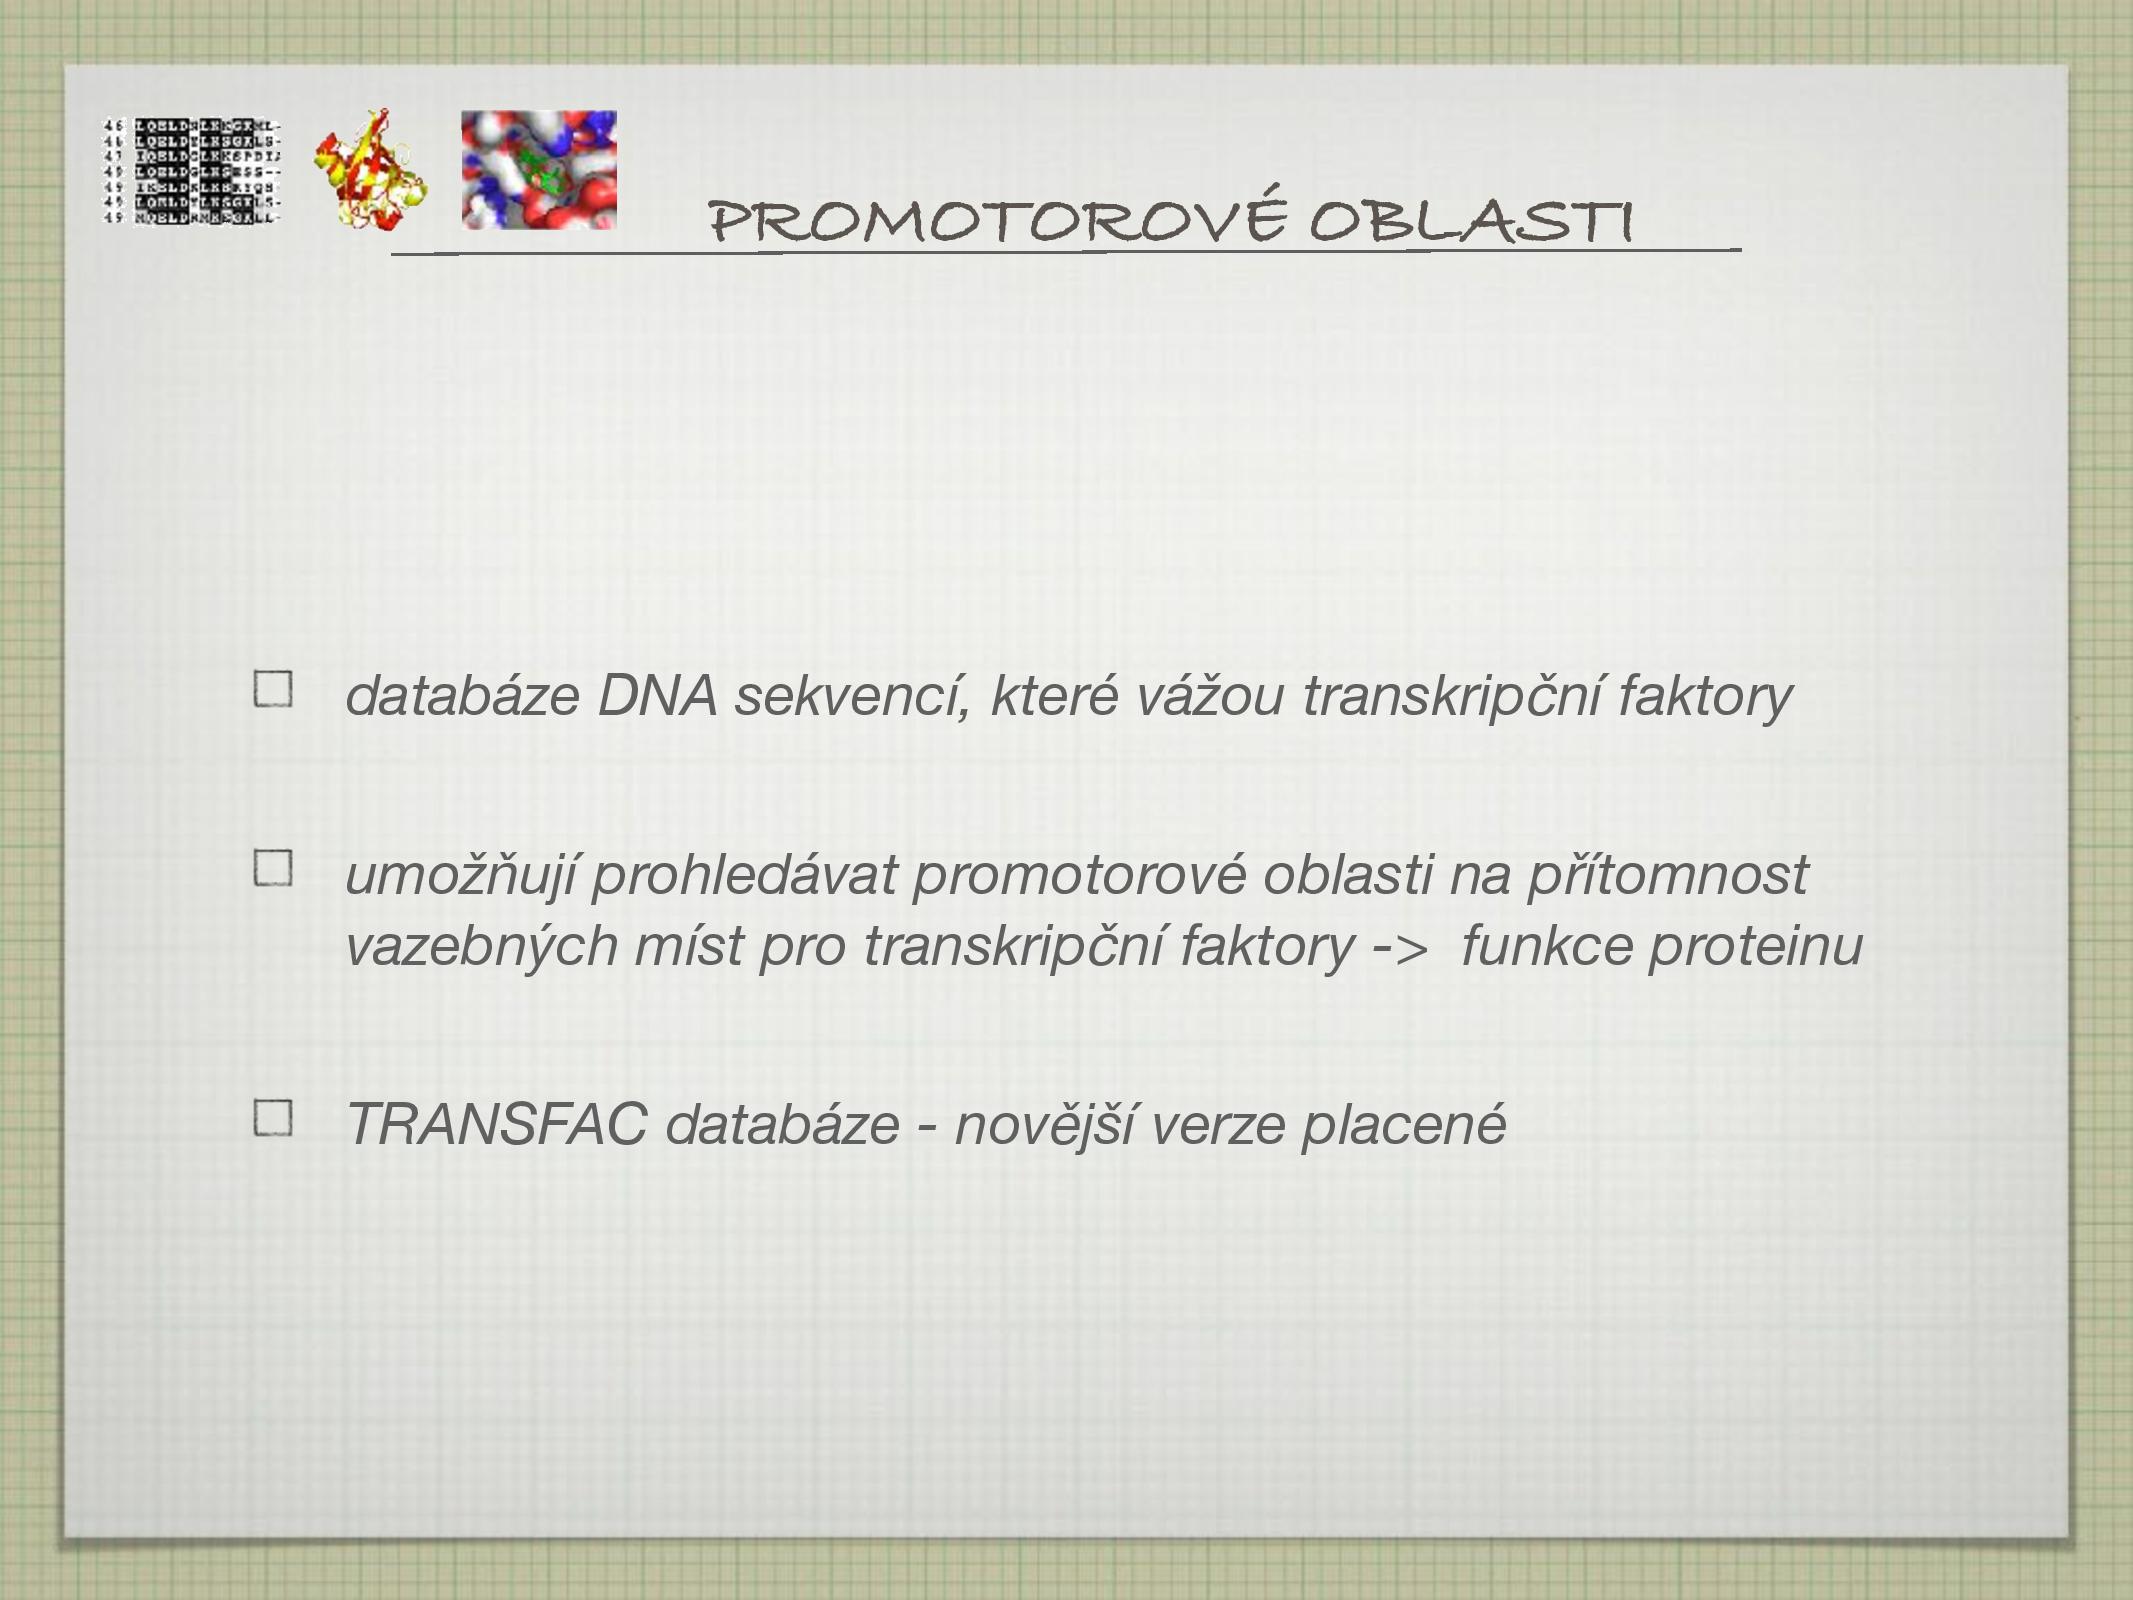 PROMOTOROVÉ OBLASTI
databáze DNA sekvencí, které vážou transkripční faktory
umožňují prohledávat promotorové oblasti na přítomnost
vazebných míst pro transkripční faktory -> funkce proteinu
TRANSFAC databáze - novější verze placené